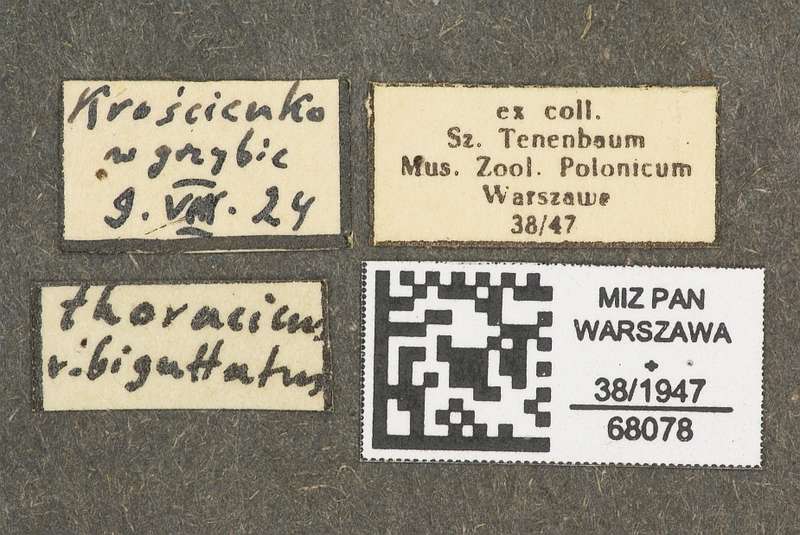 Krościenko
w grzybie
9. VIII. 24
ex coll.
Sz. Tenenbaum
Mus. Zool. Polonicum
Warszawa
38/47
thoracicus
v. biguttatus
MIZ PAN
WARSZAWA
38/1947
68078